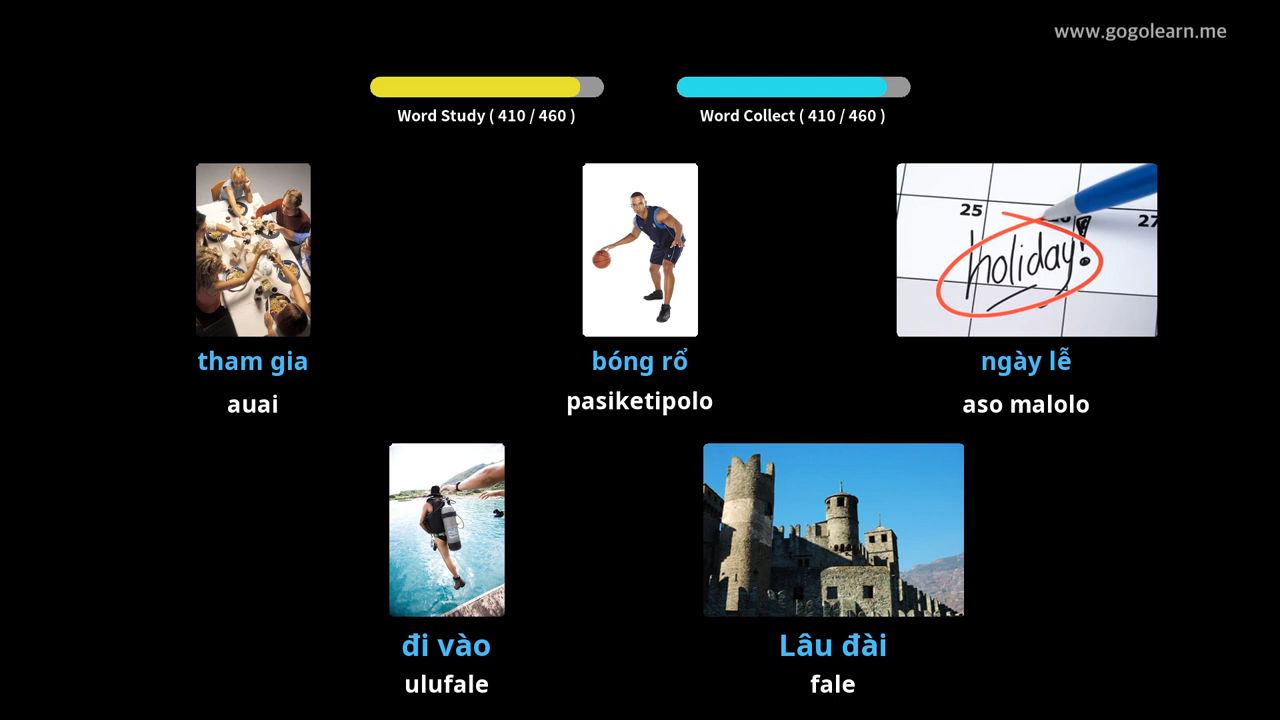 www.gogolearn.me
Word Study ( 410 / 460 )
Word Collect ( 410 / 460 )
25
27
holiday!
tham gia
bóng rổ
ngày lễ
auai
pasiketipolo
aso malolo
đi vào
Lâu đài
ulufale
fale